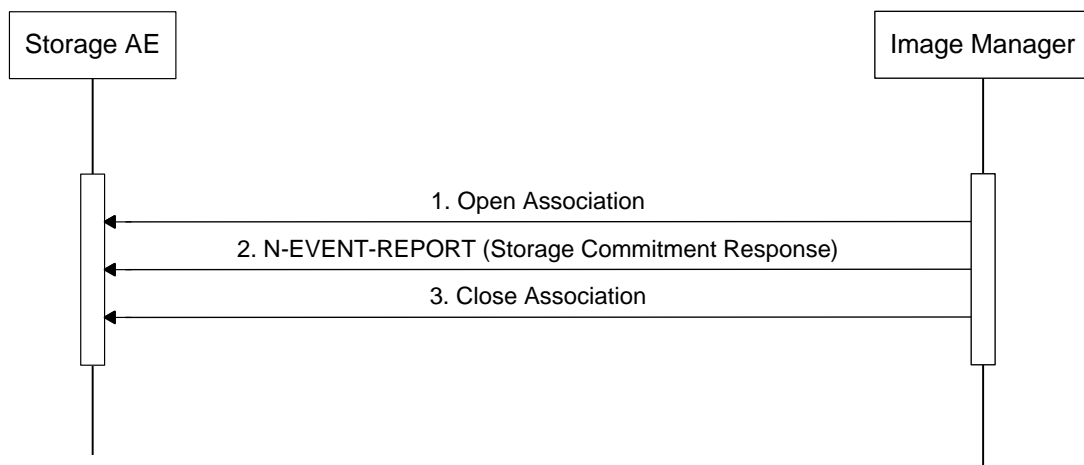 Storage AE
Image Manager
1. Open Association
2. N-EVENT-REPORT (Storage Commitment Response)
3. Close Association